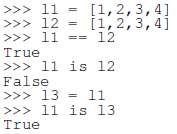 >>> l1 = [1,2,3,4]
>>> l2 = [1,2,3,4]
>>> l1 == l2
True
>>> l1 is l2
False
>>> l3 = l1
>>> l1 is l3
True